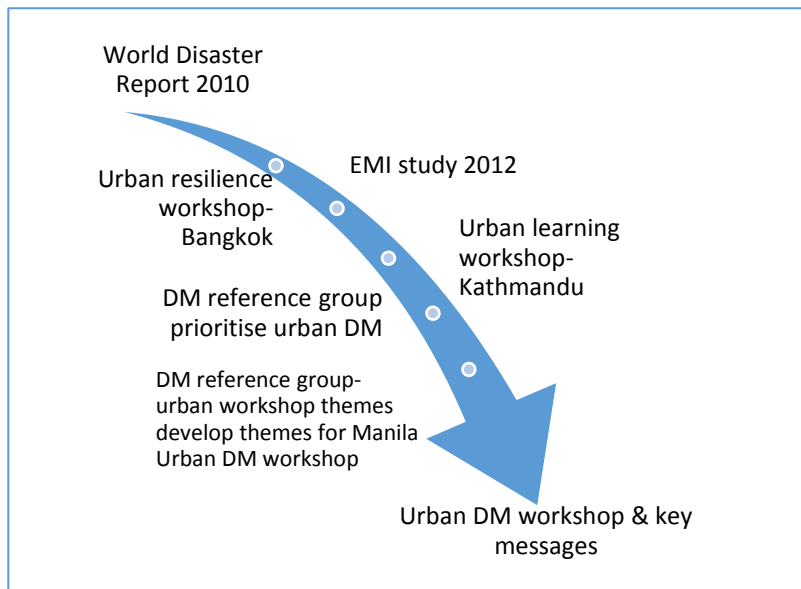 World Disaster
Report 2010
EMI study 2012
Urban resilience
workshop-
Bangkok
Urban learning
workshop-
Kathmandu
DM reference group
prioritise urban DM
DM reference group-
urban workshop themes
develop themes for Manila
Urban DM workshop
Urban DM workshop & key
messages